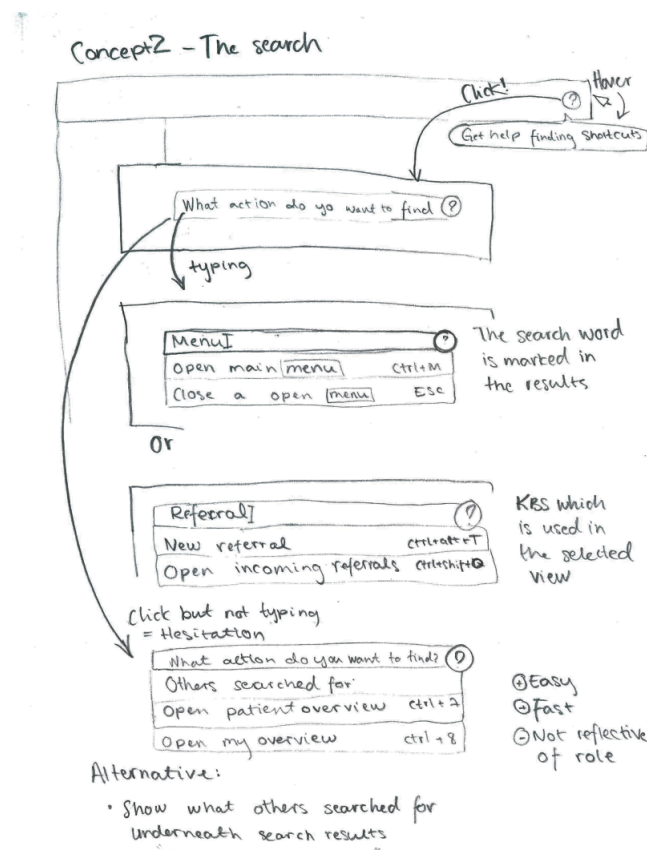 Concept2 - The search
Click!
Hover
?
Get help finding shortcuts
What action do yo want to find ?
typing
Menu ?
Open main menu Ctrl+M
Close a open menu ESC
The search word
is marked in
the results
Or
Referral ?
New referral ctrl+alt+T
Open incoming referrals ctrl+shift+Q
KBS which
is used in
the selected
view
Click but not typing
= Hesitation
What action do you want to find? ?
Others searched for:
Open patient overview ctrl+7
Open my overview ctrl+8
+ Easy
+ Fast
- Not reflective
of role
Alternative:
• Show what others searched for
underneath search results